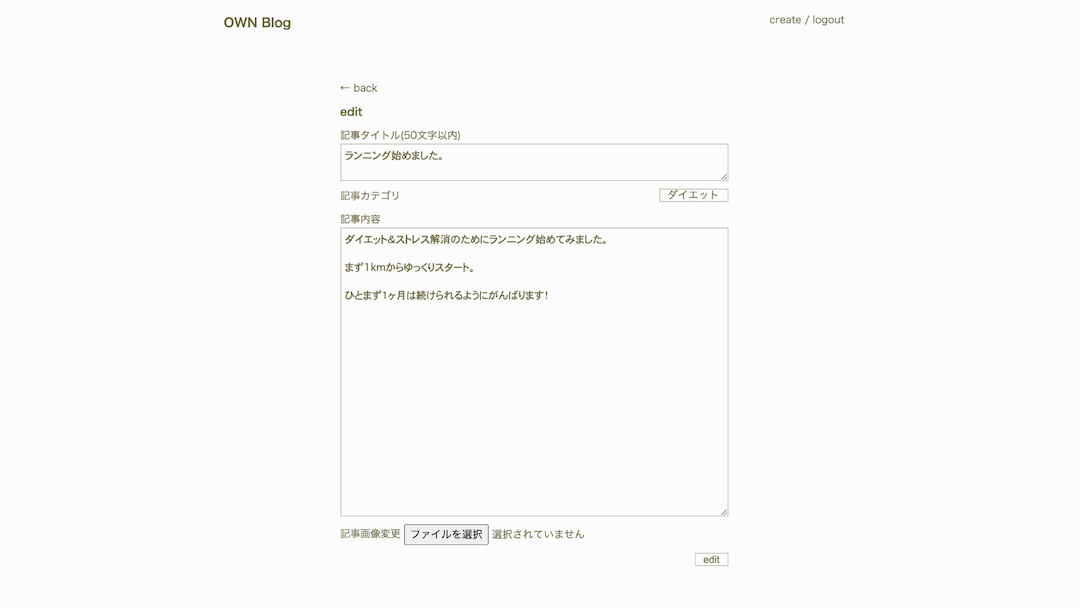 OWN Blog
create / logout
← back
edit
記事タイトル(50文字以内)
ランニング始めました。
記事カテゴリ
ダイエット
記事内容
ダイエット&ストレス解消のためにランニング始めてみました。
まず1kmからゆっくりスタート。
ひとまず1ヶ月は続けられるようにがんばります!
記事画像変更 ファイルを選択 選択されていません
edit